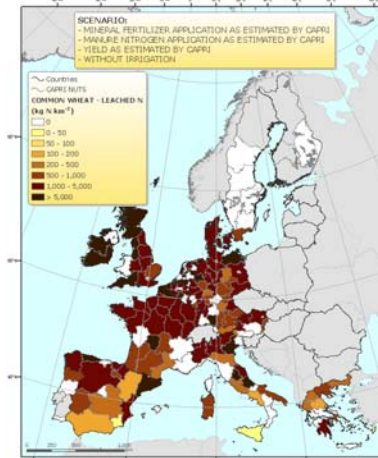 SCENARIO:
- MINERAL FERTILIZER APPLICATION AS ESTIMATED BY CAPRI
- MANURE NITROGEN APPLICATION AS ESTIMATED BY CAPRI
- YIELD AS ESTIMATED BY CAPRI
- WITHOUT IRRIGATION
Countries
CAPRI NUTS
COMMON WHEAT - LEACHED N
(kg N km-2)
0
0 - 50
50 - 100
100 - 200
200 - 500
500 - 1,000
1,000 - 5,000
> 5,000